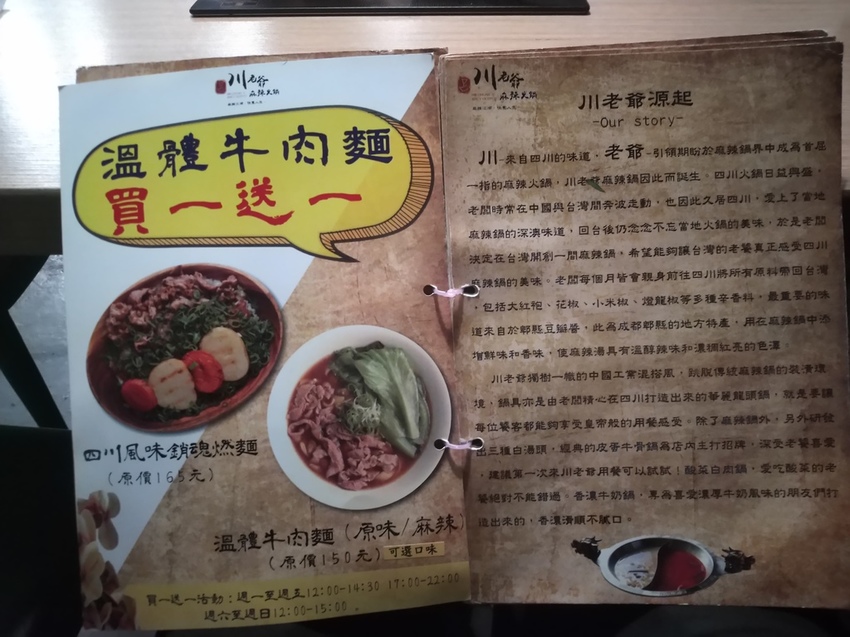 川老爺
麻辣火鍋
溫體牛肉麵
買一送一
四川風味銷魂燃麵
(原價165元)
溫體牛肉麵(原味/麻辣)
(原價150元)可選口味
買一送一活動:週一至週五12:00-14:30 17:00-22:00
週六至週日12:00-15:00。
川老爺
麻辣火鍋
川老爺源起
-Our story-
川-來自四川的味道,老爺-引領期盼於麻辣鍋界中成為首屈
一指的麻辣火鍋,川老爺麻辣鍋因此而誕生。四川火鍋日益興盛,
老闆時常在中國與台灣間奔波走動,也因此久居四川,愛上了當地
麻辣鍋的深澳味道,回台後仍念念不忘當地火鍋的美味,於是老闆
決定在台灣開創一間麻辣鍋,希望能夠讓台灣的老饕真正感受四川
麻辣鍋的美味。老闆每個月皆會親身前往四川將所有原料帶回台灣
,包括大紅袍、花椒、小米椒、燈籠椒等多種辛香料,最重要的味
道來自於郫縣豆瓣醬,此為成都郫縣的地方特產,用在麻辣鍋中添
增鮮味和香味,使麻辣湯具有溫醇辣味和濃稠紅亮的色澤
川老爺獨樹一幟的中國工業混搭風,跳脫傳統麻辣鍋的裝潢環
境,鍋具亦是由老闆精心在四川打造出來的華麗龍頭鍋,就是要讓
每位饕客都能夠享受皇帝般的用餐感受。除了麻辣鍋外,另外研發
出三種白湯頭,經典的皮香牛骨鍋為店內主打招牌,深受老饕喜愛
,建議第一次來川老爺用餐可以試試!酸菜白肉鍋,愛吃酸菜的老
饕絕對不能錯過。香濃牛奶鍋,專為喜愛濃厚牛奶風味的朋友們打
造出來的,香濃滑順不膩口。